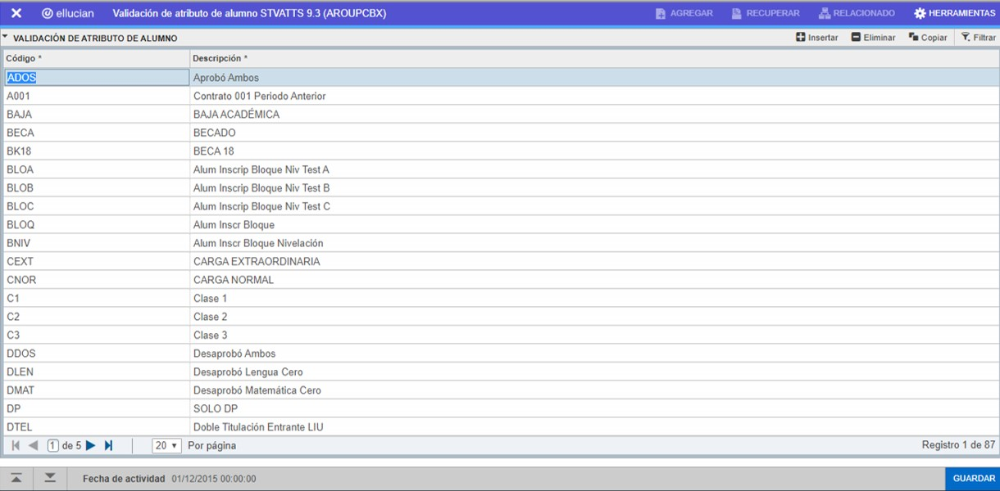 ellucian Validación de atributo de alumno STVATTS 9.3 (AROUPCBX) AGREGAR RECUPERAR RELACIONADO HERRAMIENTAS
VALIDACIÓN DE ATRIBUTO DE ALUMNO Insertar Eliminar Copiar Filtrar
Código * Descripción *
ADOS Aprobó Ambos
A001 Contrato 001 Periodo Anterior
BAJA BAJA ACADÉMICA
BECA BECADO
BK18 BECA 18
BLOA Alum Inscrip Bloque Niv Test A
BLOB Alum Inscrip Bloque Niv Test B
BLOC Alum Inscrip Bloque Niv Test C
BLOQ Alum Inscr Bloque
BNIV Alum Inscr Bloque Nivelación
CEXT CARGA EXTRAORDINARIA
CNOR CARGA NORMAL
C1 Clase 1
C2 Clase 2
C3 Clase 3
DDOS Desaprobó Ambos
DLEN Desaprobó Lengua Cero
DMAT Desaprobó Matemática Cero
DP SOLO DP
DTEL Doble Titulación Entrante LIU
1 de 5 20 Por página Registro 1 de 87
Fecha de actividad 01/12/2015 00:00:00 GUARDAR